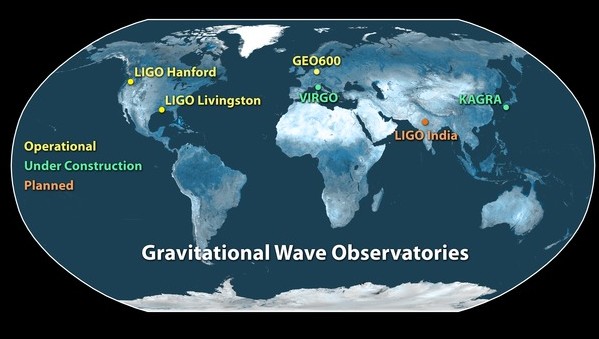 LIGO Hanford
GEO600
LIGO Livingston
VIRGO
KAGRA
LIGO India
Operational
Under Construction
Planned
Gravitational Wave Observatories